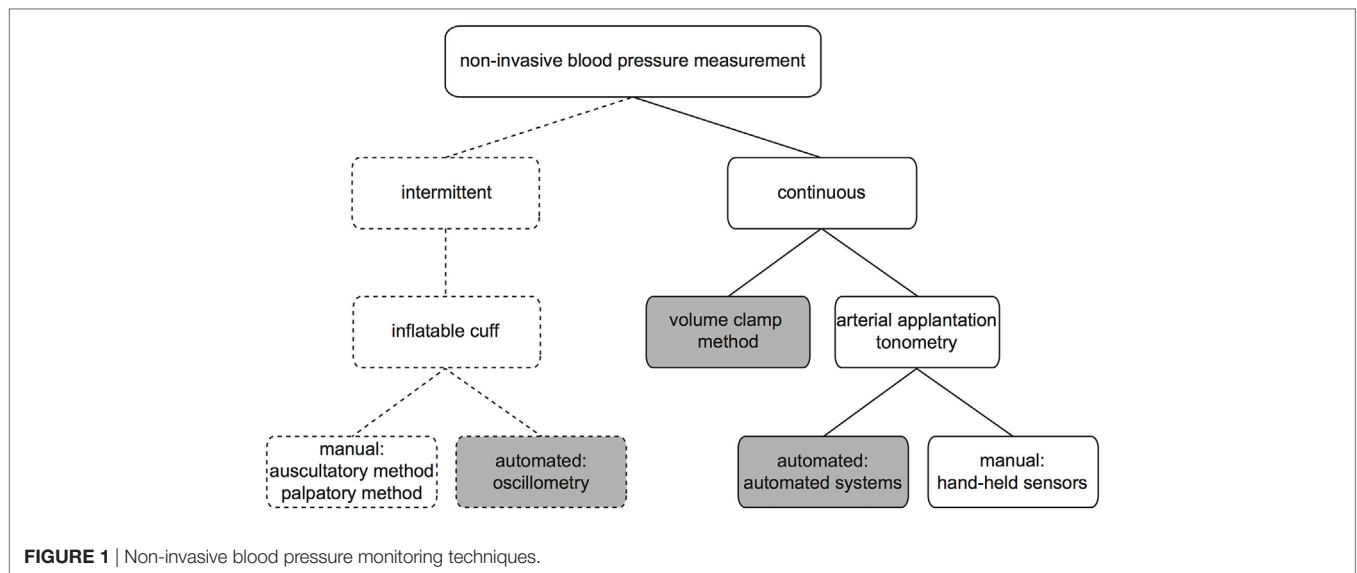 non-invasive blood pressure measurement
intermittent
continuous
inflatable cuff
volume clamp
method
arterial applantation
tonometry
manual:
auscultatory method
palpatory method
automated:
oscillometry
automated:
automated systems
manual:
hand-held sensors
FIGURE 1 | Non-invasive blood pressure monitoring techniques.